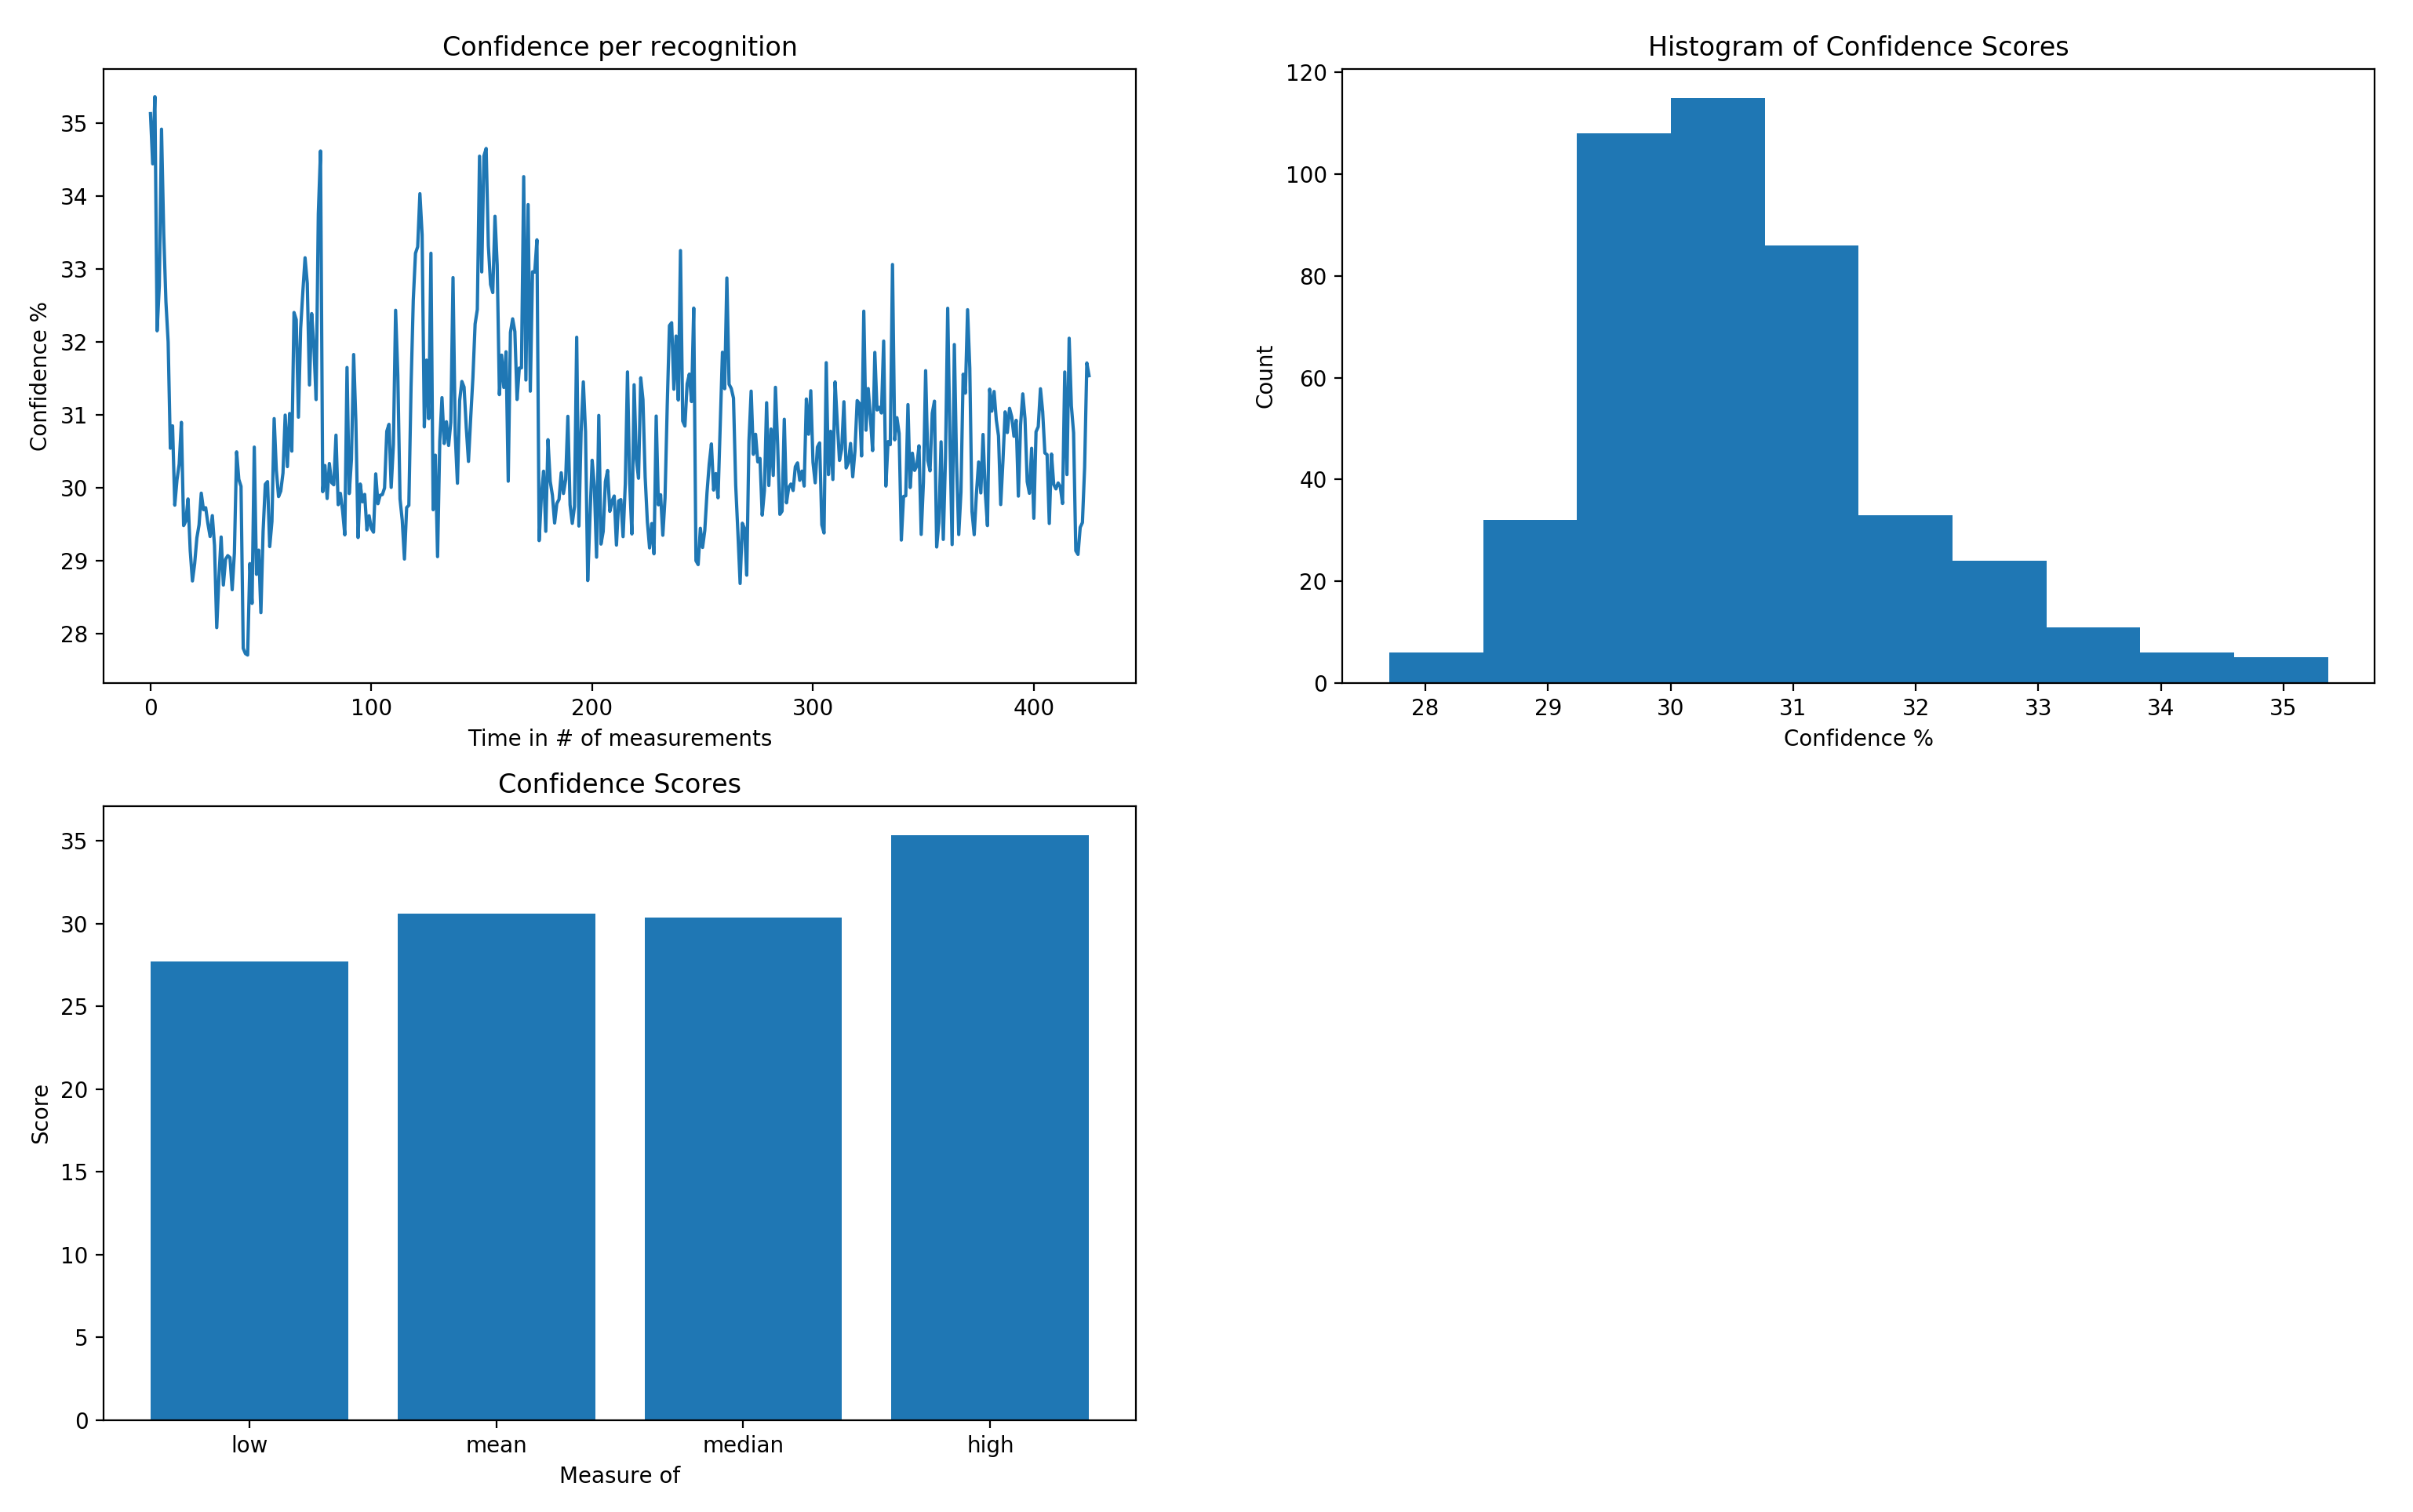 Confidence per recognition
35
34
33
32
31
30
29
28
Confidence %
0 100 200 300 400
Time in # of measurements
Histogram of Confidence Scores
120
100
80
60
40
20
0
Count
28 29 30 31 32 33 34 35
Confidence %
Confidence Scores
35
30
25
20
15
10
5
0
Score
low mean median high
Measure of